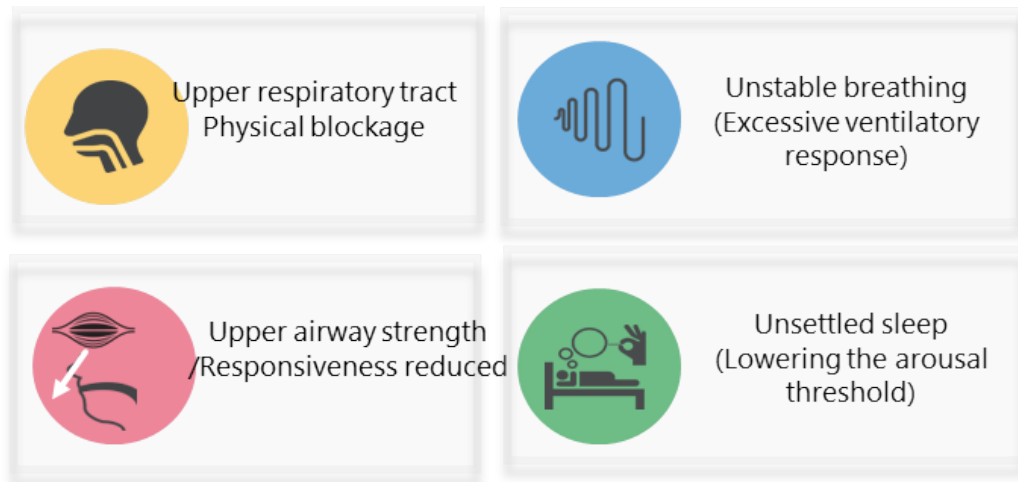 Upper respiratory tract
Physical blockage
Unstable breathing
(Excessive ventilatory
response)
Upper airway strength
/Responsiveness reduced
Unsettled sleep
(Lowering the arousal
threshold)